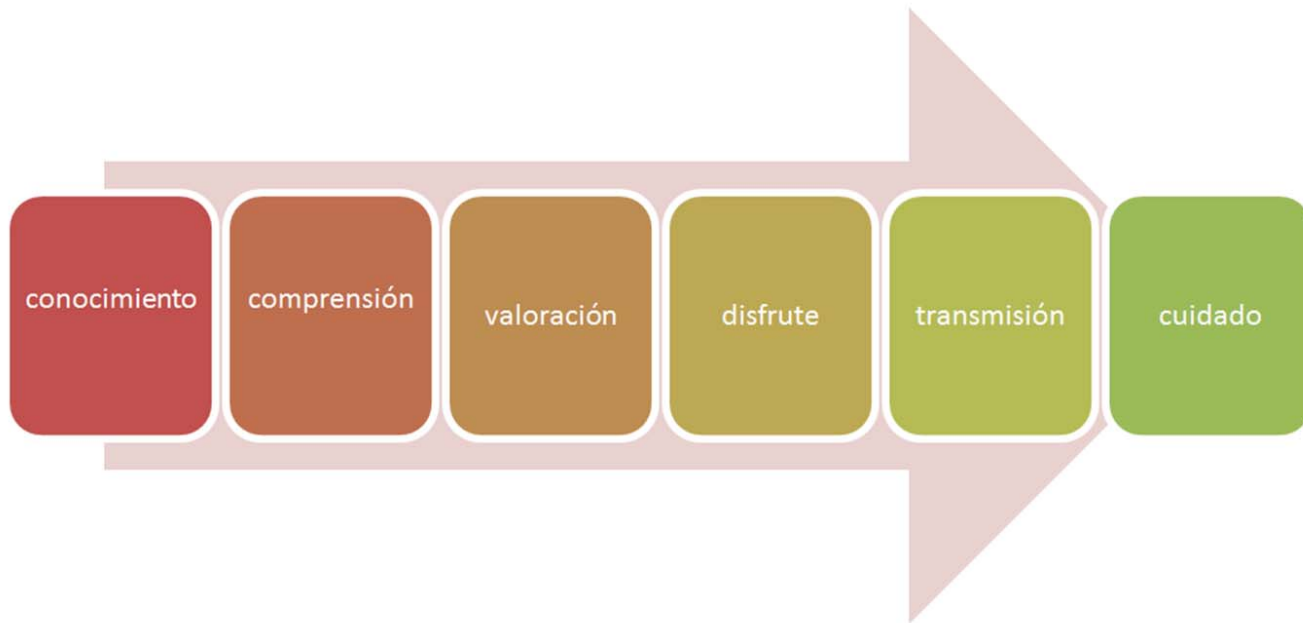 conocimiento
comprensión
valoración
disfrute
transmisión
cuidado